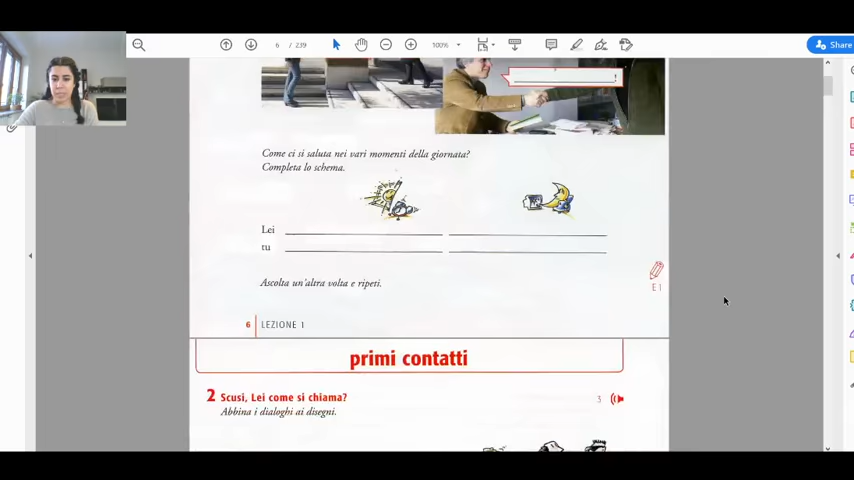 6 / 239
100%
Share
Come ci si saluta nei vari momenti della giornata?
Completa lo schema.
Lei
tu
Ascolta un'altra volta e ripeti.
E 1
6 LEZIONE 1
primi contatti
2 Scusi, Lei come si chiama?
3
Abbina i dialoghi ai disegni.